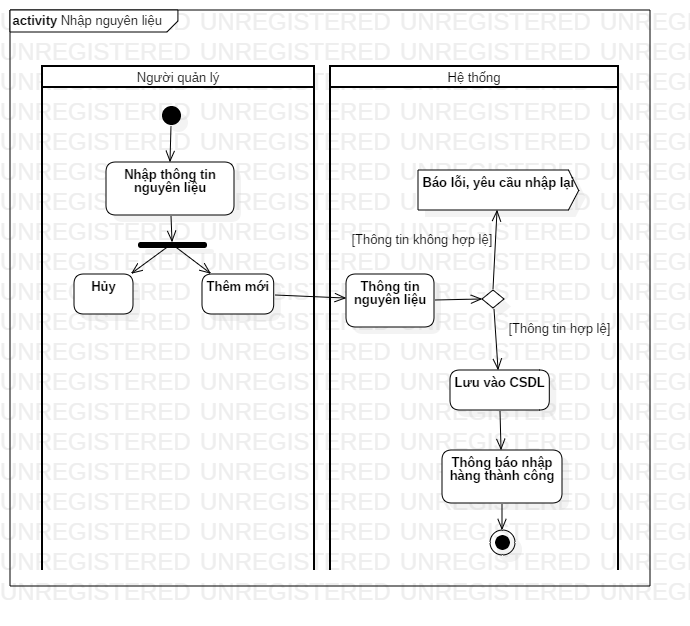 activity Nhập nguyên liệu
Người quản lý
Hệ thống
Nhập thông tin
nguyên liệu
Báo lỗi, yêu cầu nhập lại
[Thông tin không hợp lệ]
Hủy
Thêm mới
Thông tin
nguyên liệu
[Thông tin hợp lệ]
Lưu vào CSDL
Thông báo nhập
hàng thành công
UNREGISTERED